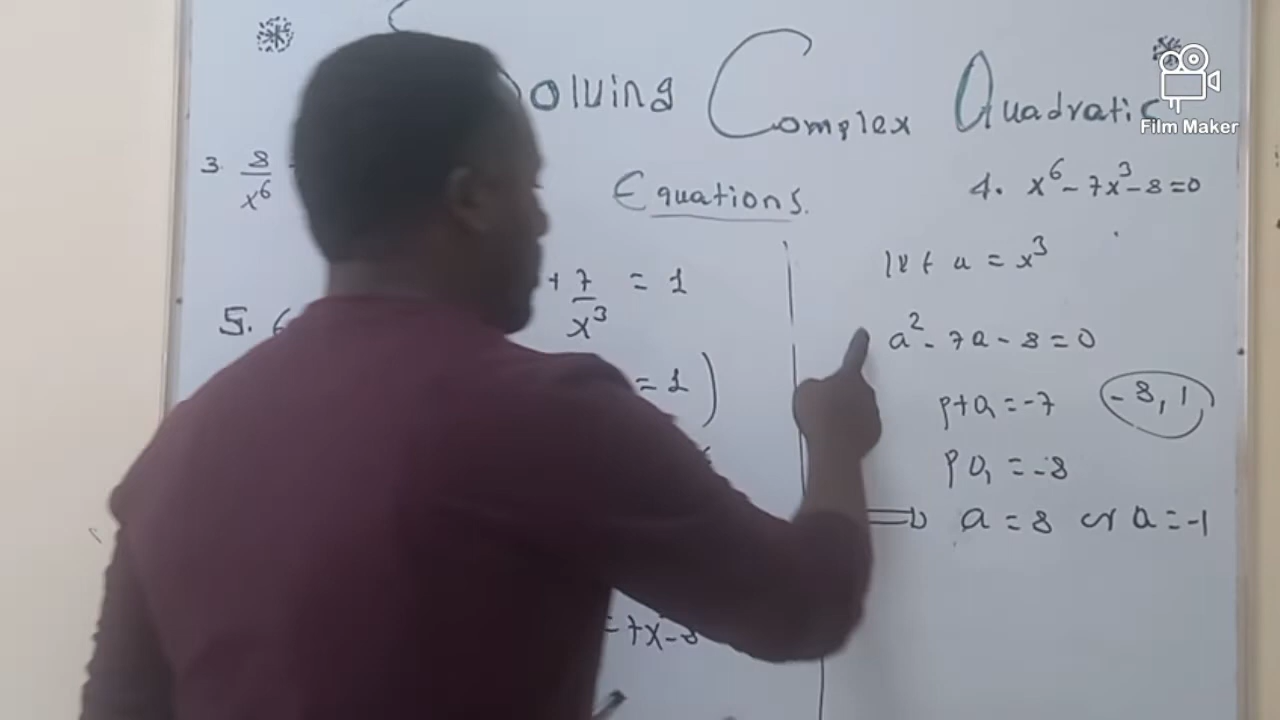 olving Complex Quadratic
Film Maker
Equations.
3. 8/x⁶
4. x⁶ - 7x³ - 8 = 0
+ 7/x³ = 1
5.
= 1 )
= 7x - 8
let a = x³
a² - 7a - 8 = 0
p+q = -7 -8, 1
pq = -8
⇒ a = 8 or a = -1